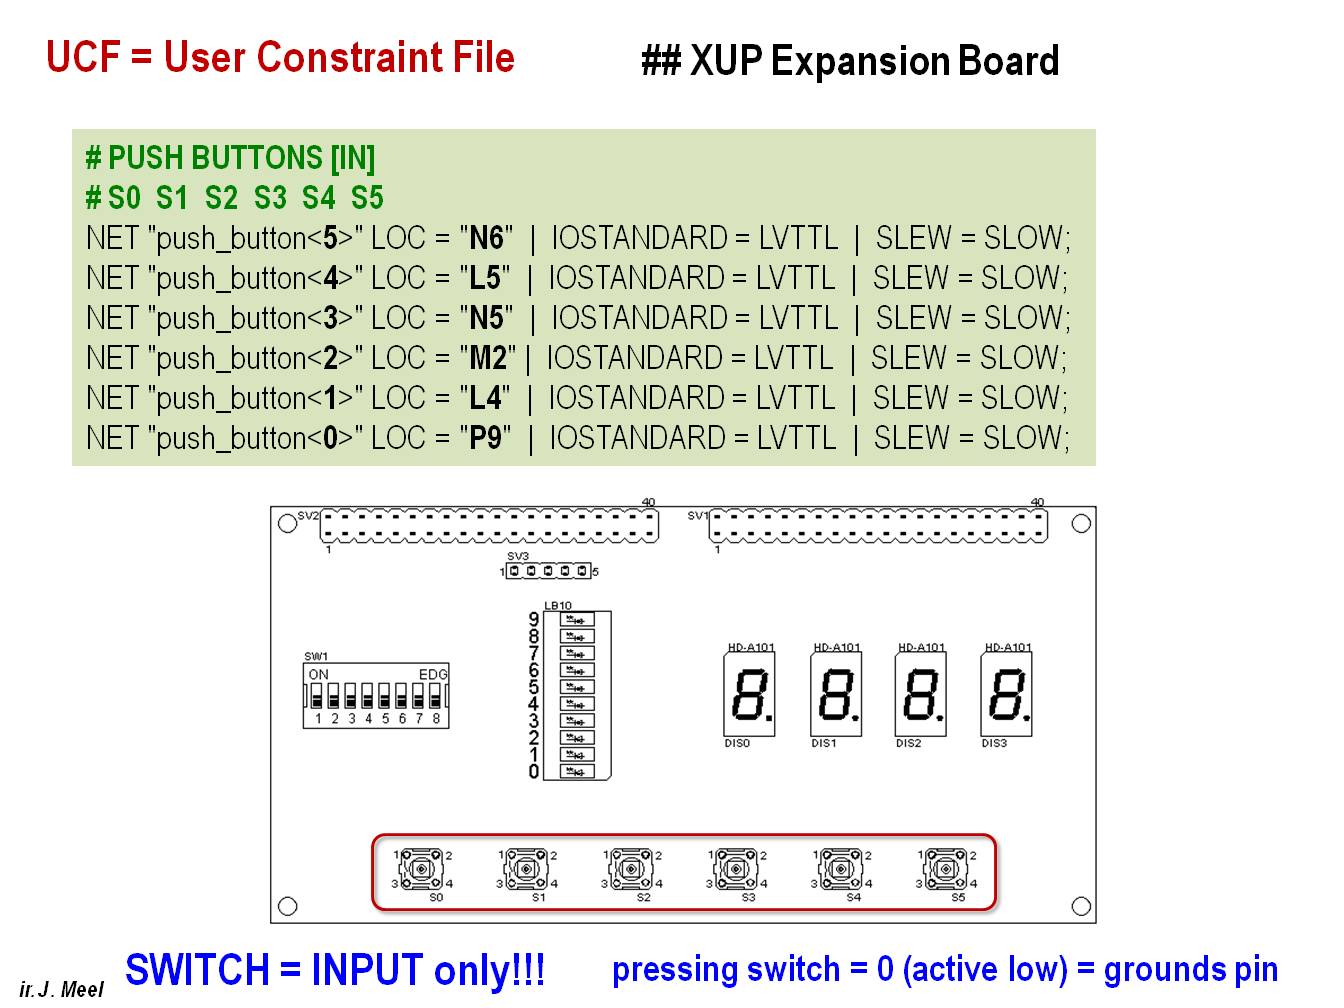 UCF = User Constraint File
## XUP Expansion Board
# PUSH BUTTONS [IN]
# S0 S1 S2 S3 S4 S5
NET "push_button<5>" LOC = "N6" | IOSTANDARD = LVTTL | SLEW = SLOW;
NET "push_button<4>" LOC = "L5" | IOSTANDARD = LVTTL | SLEW = SLOW;
NET "push_button<3>" LOC = "N5" | IOSTANDARD = LVTTL | SLEW = SLOW;
NET "push_button<2>" LOC = "M2" | IOSTANDARD = LVTTL | SLEW = SLOW;
NET "push_button<1>" LOC = "L4" | IOSTANDARD = LVTTL | SLEW = SLOW;
NET "push_button<0>" LOC = "P9" | IOSTANDARD = LVTTL | SLEW = SLOW;
40 40
SV2 SV1
1 1
SV3
1 5
LB10
9
8
7
6
5
4
3
2
1
0
SW1
ON EDG
1 2 3 4 5 6 7 8
HD-A101 HD-A101 HD-A101 HD-A101
8. 8. 8. 8.
DIS0 DIS1 DIS2 DIS3
1 2 1 2 1 2 1 2 1 2 1 2
3 4 3 4 3 4 3 4 3 4 3 4
S0 S1 S2 S3 S4 S5
SWITCH = INPUT only!!!
pressing switch = 0 (active low) = grounds pin
ir. J. Meel